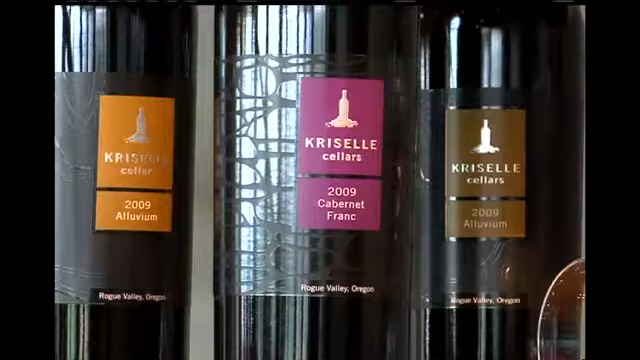 KRISELLE
cellar
2009
Alluvium
Rogue Valley, Oregon
KRISELLE
cellars
2009
Cabernet
Franc
Rogue Valley, Oregon
KRISELLE
cellars
2009
Alluvium
Rogue Valley, Oregon